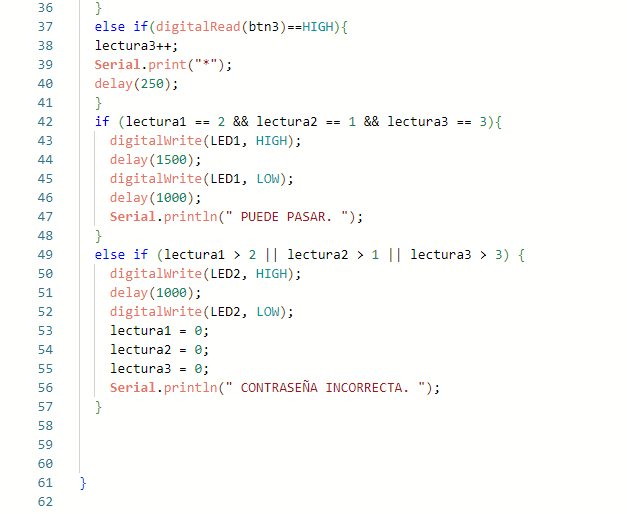 36 }
37 else if(digitalRead(btn3)==HIGH){
38 lectura3++;
39 Serial.print("*");
40 delay(250);
41 }
42 if (lectura1 == 2 && lectura2 == 1 && lectura3 == 3){
43 digitalWrite(LED1, HIGH);
44 delay(1500);
45 digitalWrite(LED1, LOW);
46 delay(1000);
47 Serial.println(" PUEDE PASAR. ");
48 }
49 else if (lectura1 > 2 || lectura2 > 1 || lectura3 > 3) {
50 digitalWrite(LED2, HIGH);
51 delay(1000);
52 digitalWrite(LED2, LOW);
53 lectura1 = 0;
54 lectura2 = 0;
55 lectura3 = 0;
56 Serial.println(" CONTRASEÑA INCORRECTA. ");
57 }
58
59
60
61 }
62